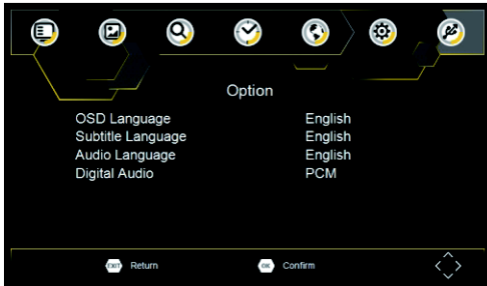 Option
OSD Language English
Subtitle Language English
Audio Language English
Digital Audio PCM
EXIT Return OK Confirm